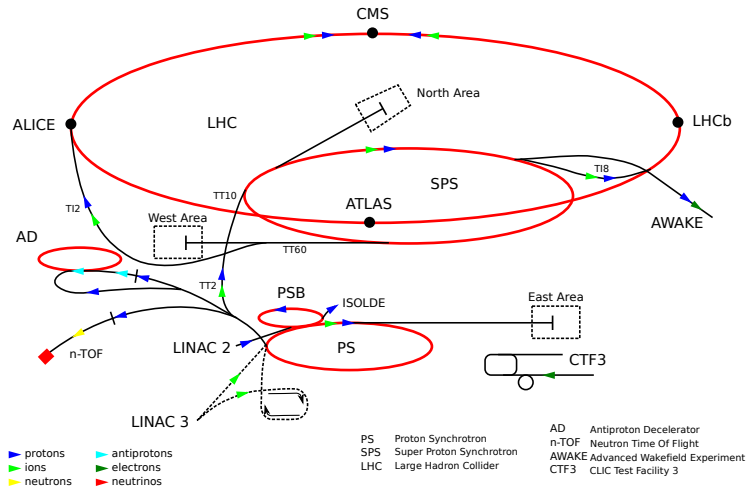 CMS
North Area
ALICE
LHC
LHCb
TI8
SPS
TT10
ATLAS
TI2
West Area
AWAKE
AD
TT60
TT2
PSB
ISOLDE
East Area
LINAC 2
PS
n-TOF
CTF3
LINAC 3
protons
ions
neutrons
antiprotons
electrons
neutrinos
PS Proton Synchrotron
SPS Super Proton Synchrotron
LHC Large Hadron Collider
AD Antiproton Decelerator
n-TOF Neutron Time Of Flight
AWAKE Advanced Wakefield Experiment
CTF3 CLIC Test Facility 3